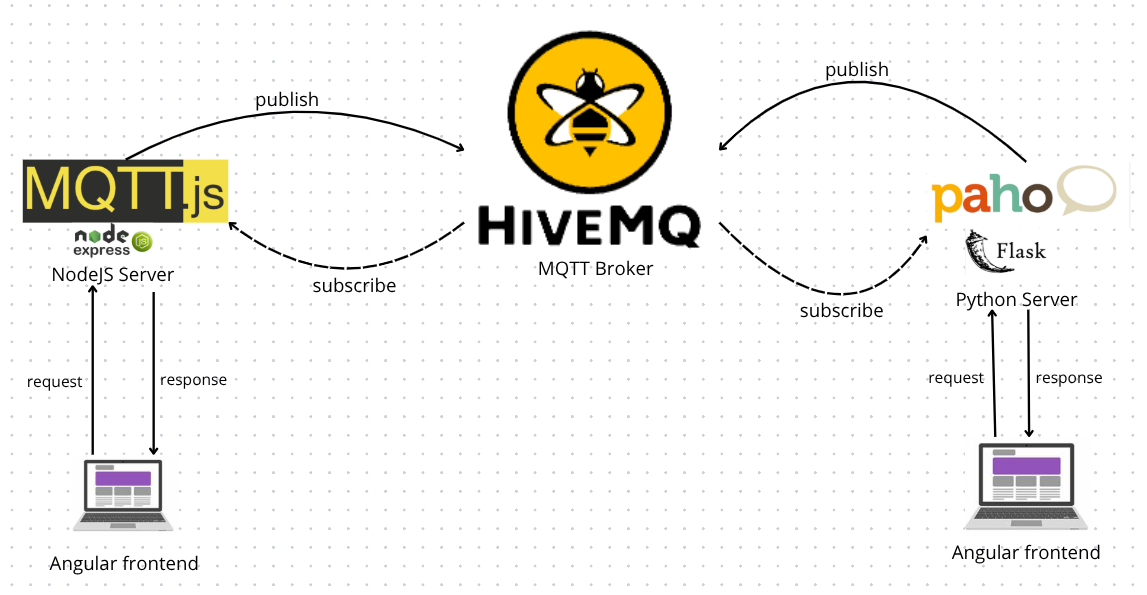 publish
publish
MQTT.js
node
express
JS
NodeJS Server
HIVEMQ
MQTT Broker
paho
Flask
Python Server
subscribe
subscribe
request
response
request
response
Angular frontend
Angular frontend